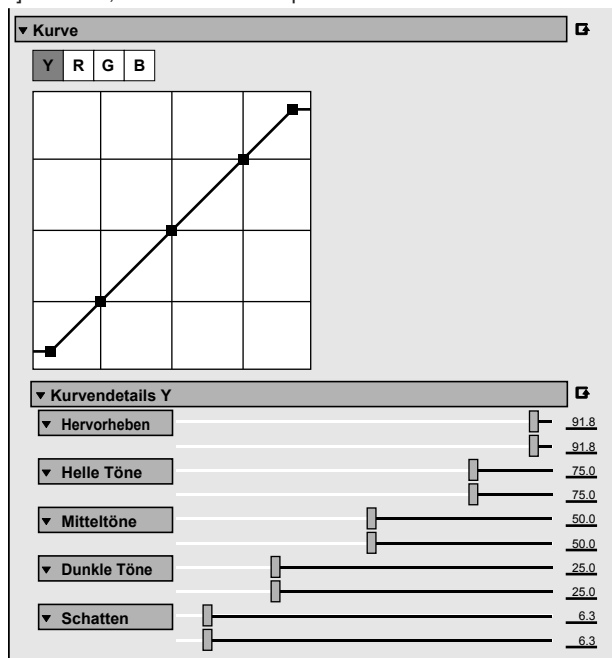 Kurve
Y R G B
Kurvendetails Y
Hervorheben 91.8
91.8
Helle Töne 75.0
75.0
Mitteltöne 50.0
50.0
Dunkle Töne 25.0
25.0
Schatten 6.3
6.3